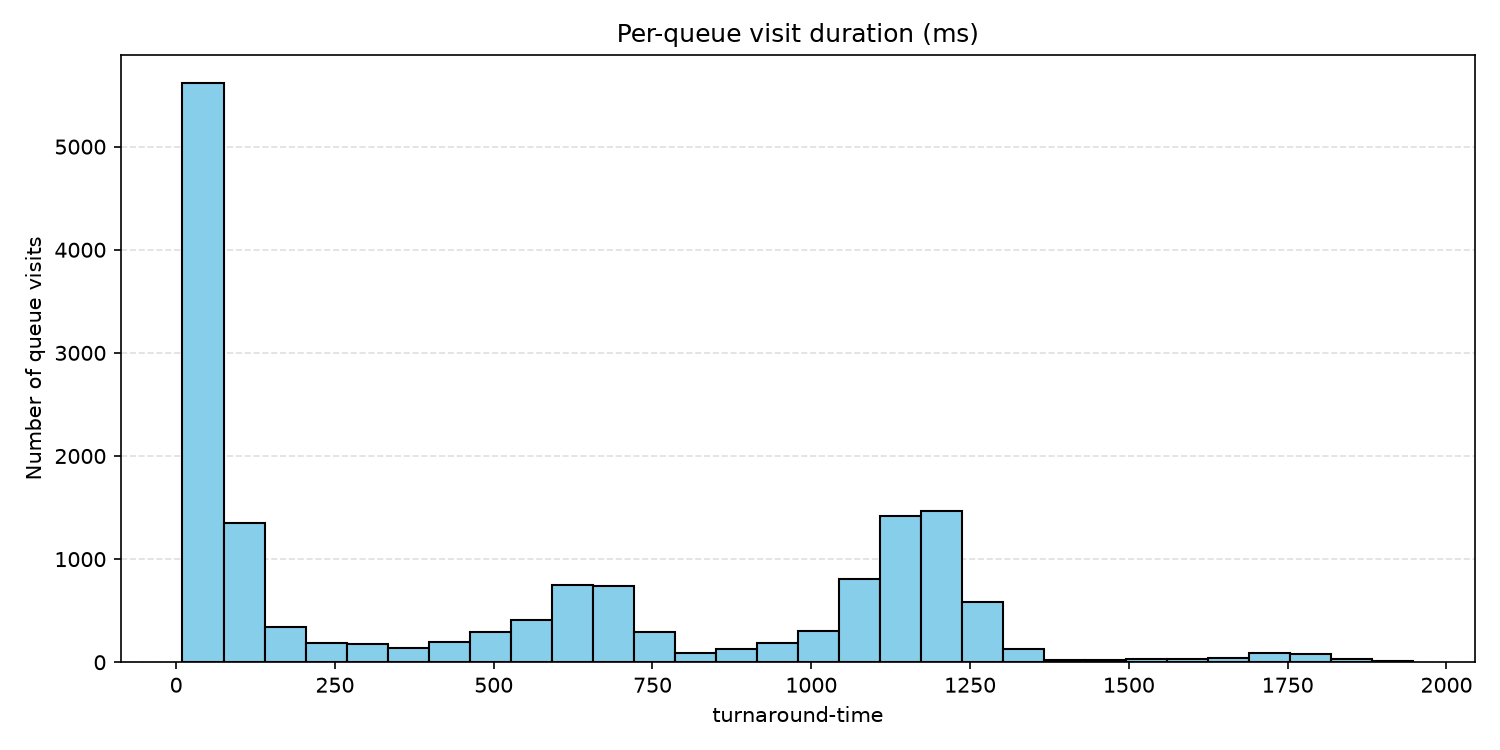 Per-queue visit duration (ms)
Number of queue visits
5000
4000
3000
2000
1000
0
0 250 500 750 1000 1250 1500 1750 2000
turnaround-time